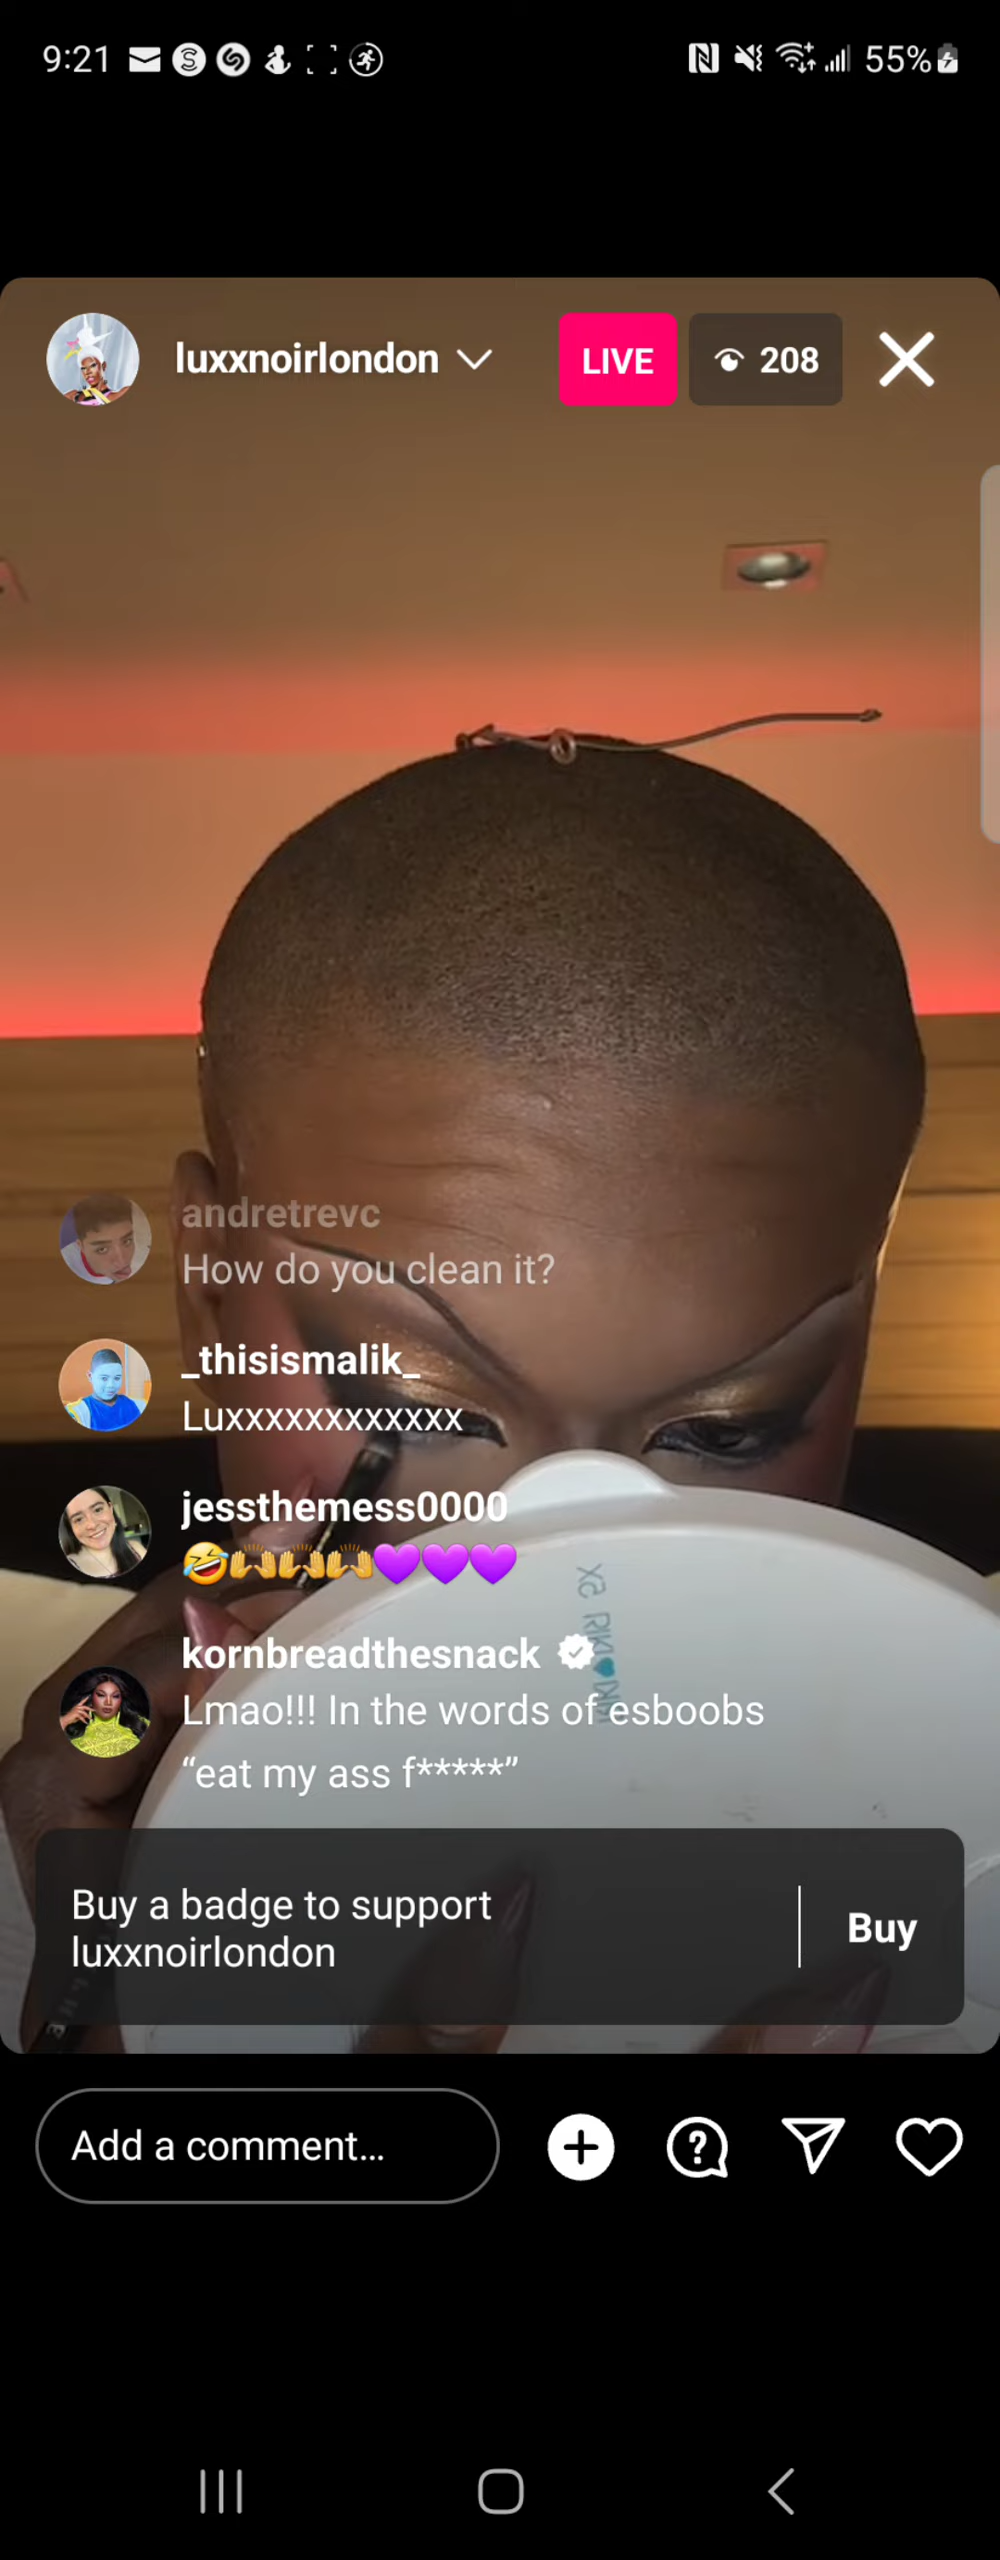 9:21
55%
luxxnoirlondon
LIVE
208
andretrevc
How do you clean it?
_thisismalik_
Luxxxxxxxxxxxx
jessthemess0000
🤣🙌🙌🙌💜💜💜
kornbreadthesnack
Lmao!!! In the words of esboobs
“eat my ass f*****”
Buy a badge to support
luxxnoirlondon
Buy
Add a comment...